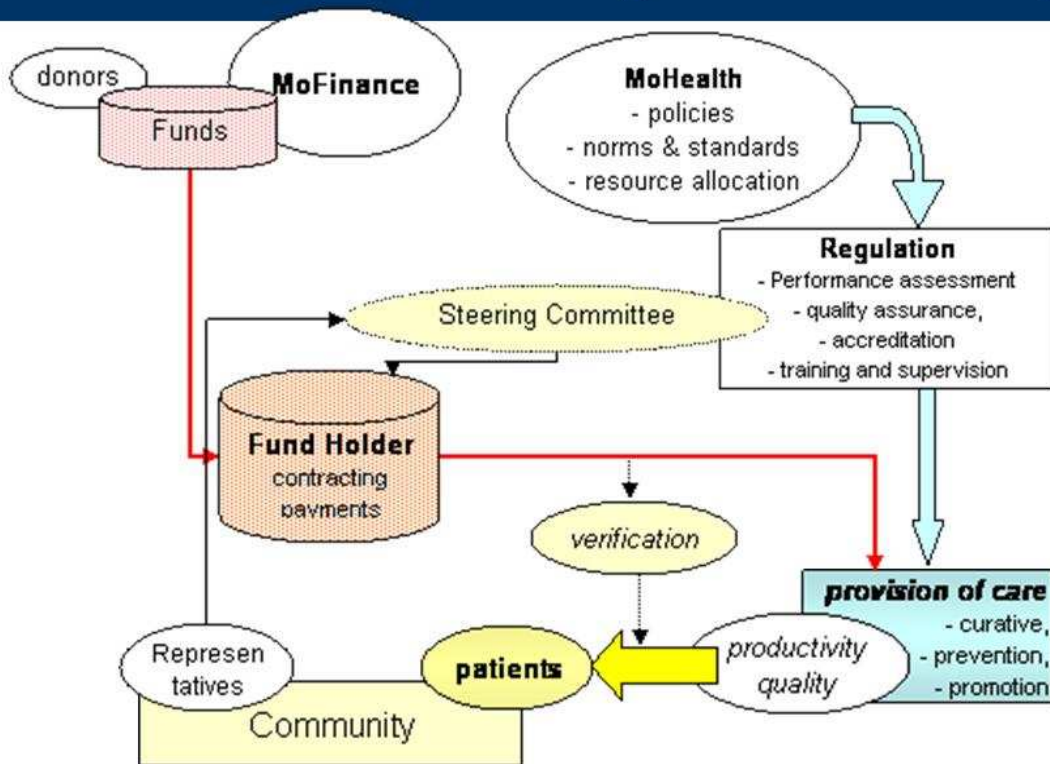 donors
MoFinance
Funds
MoHealth
- policies
- norms & standards
- resource allocation
Regulation
- Performance assessment
- quality assurance,
- accreditation
- training and supervision
Steering Committee
Fund Holder
contracting
payments
verification
provision of care
- curative,
- prevention,
- promotion
productivity
quality
patients
Represen
tatives
Community